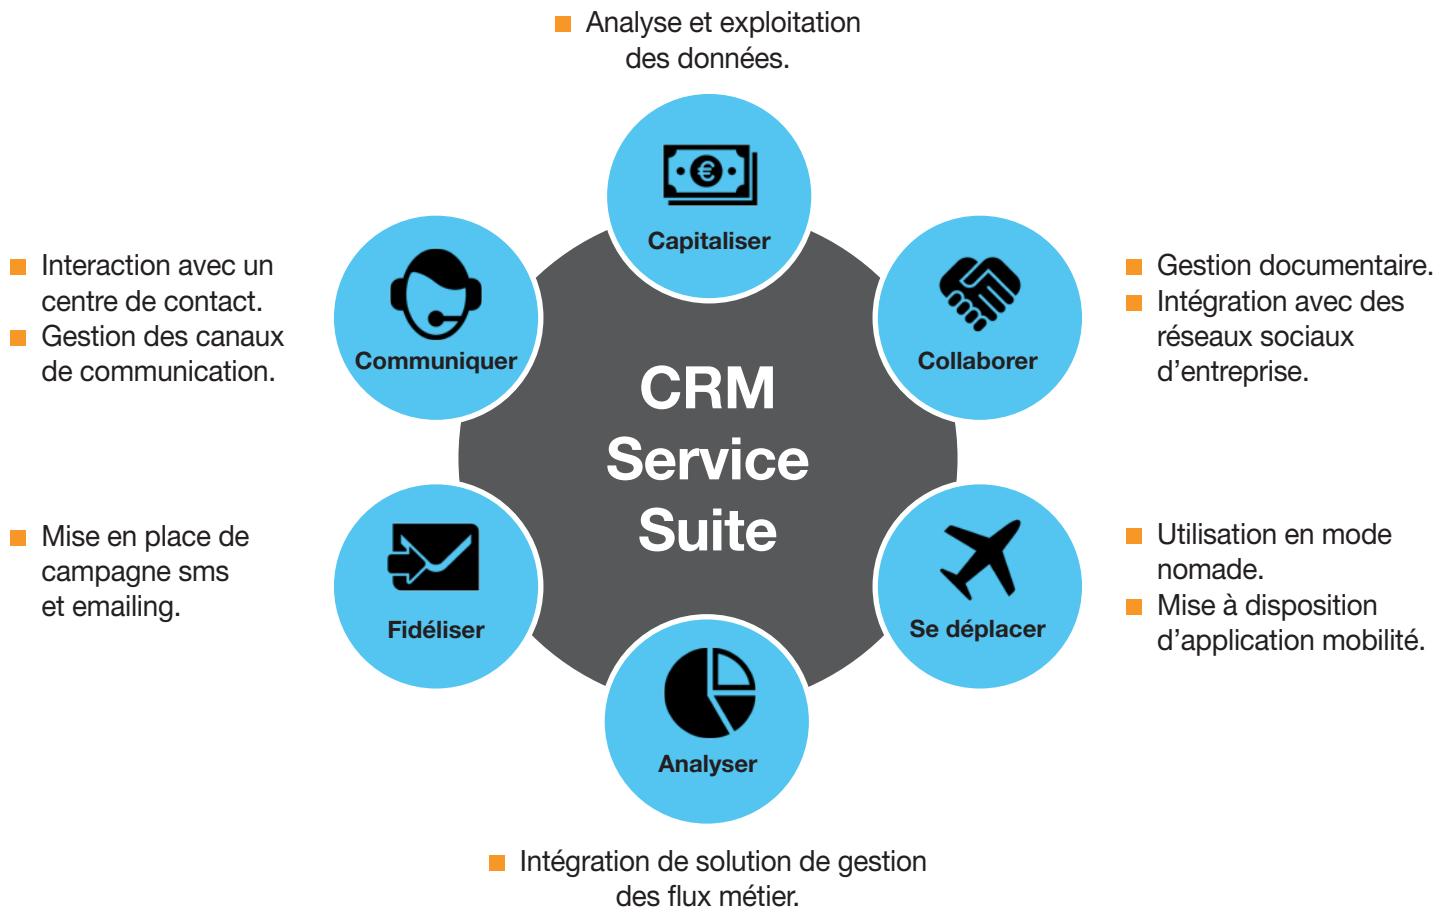 Analyse et exploitation
des données.
Capitaliser
Interaction avec un
centre de contact.
Gestion des canaux
de communication.
Communiquer
Gestion documentaire.
Intégration avec des
réseaux sociaux
d’entreprise.
Collaborer
CRM
Service
Suite
Mise en place de
campagne sms
et emailing.
Fidéliser
Utilisation en mode
nomade.
Mise à disposition
d’application mobilité.
Se déplacer
Analyser
Intégration de solution de gestion
des flux métier.